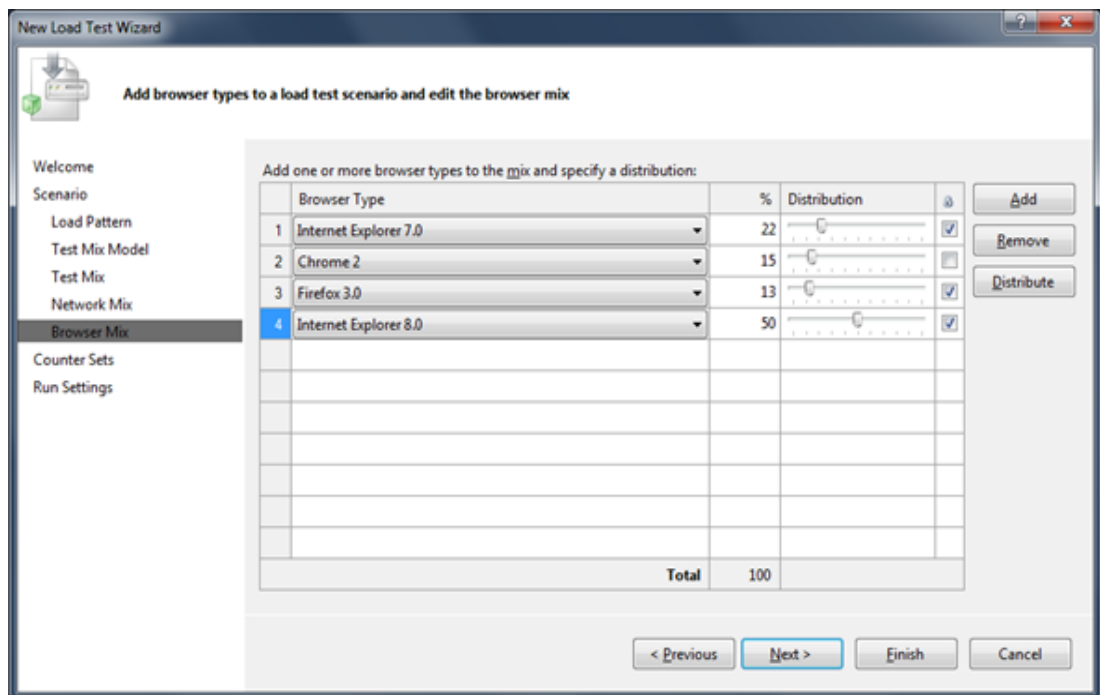 New Load Test Wizard
Add browser types to a load test scenario and edit the browser mix
Welcome
Scenario
Load Pattern
Test Mix Model
Test Mix
Network Mix
Browser Mix
Counter Sets
Run Settings
Add one or more browser types to the mix and specify a distribution:
Browser Type % Distribution
1 Internet Explorer 7.0 22
2 Chrome 2 15
3 Firefox 3.0 13
4 Internet Explorer 8.0 50
Total 100
Add
Remove
Distribute
< Previous Next > Finish Cancel